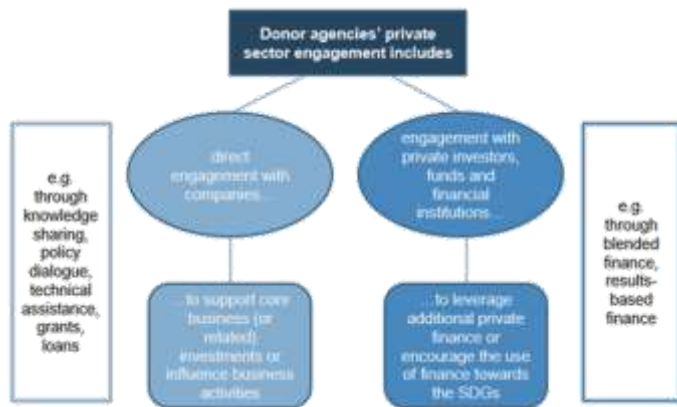 Donor agencies' private
sector engagement includes
e.g.
through
knowledge
sharing,
policy
dialogue,
technical
assistance,
grants,
loans
direct
engagement with
companies...
engagement with
private investors,
funds and
financial
institutions...
e.g.
through
blended
finance,
results-
based
finance
...to support core
business (or
related)
investments or
influence business
activities
...to leverage
additional private
finance or
encourage the use
of finance towards
the SDGs